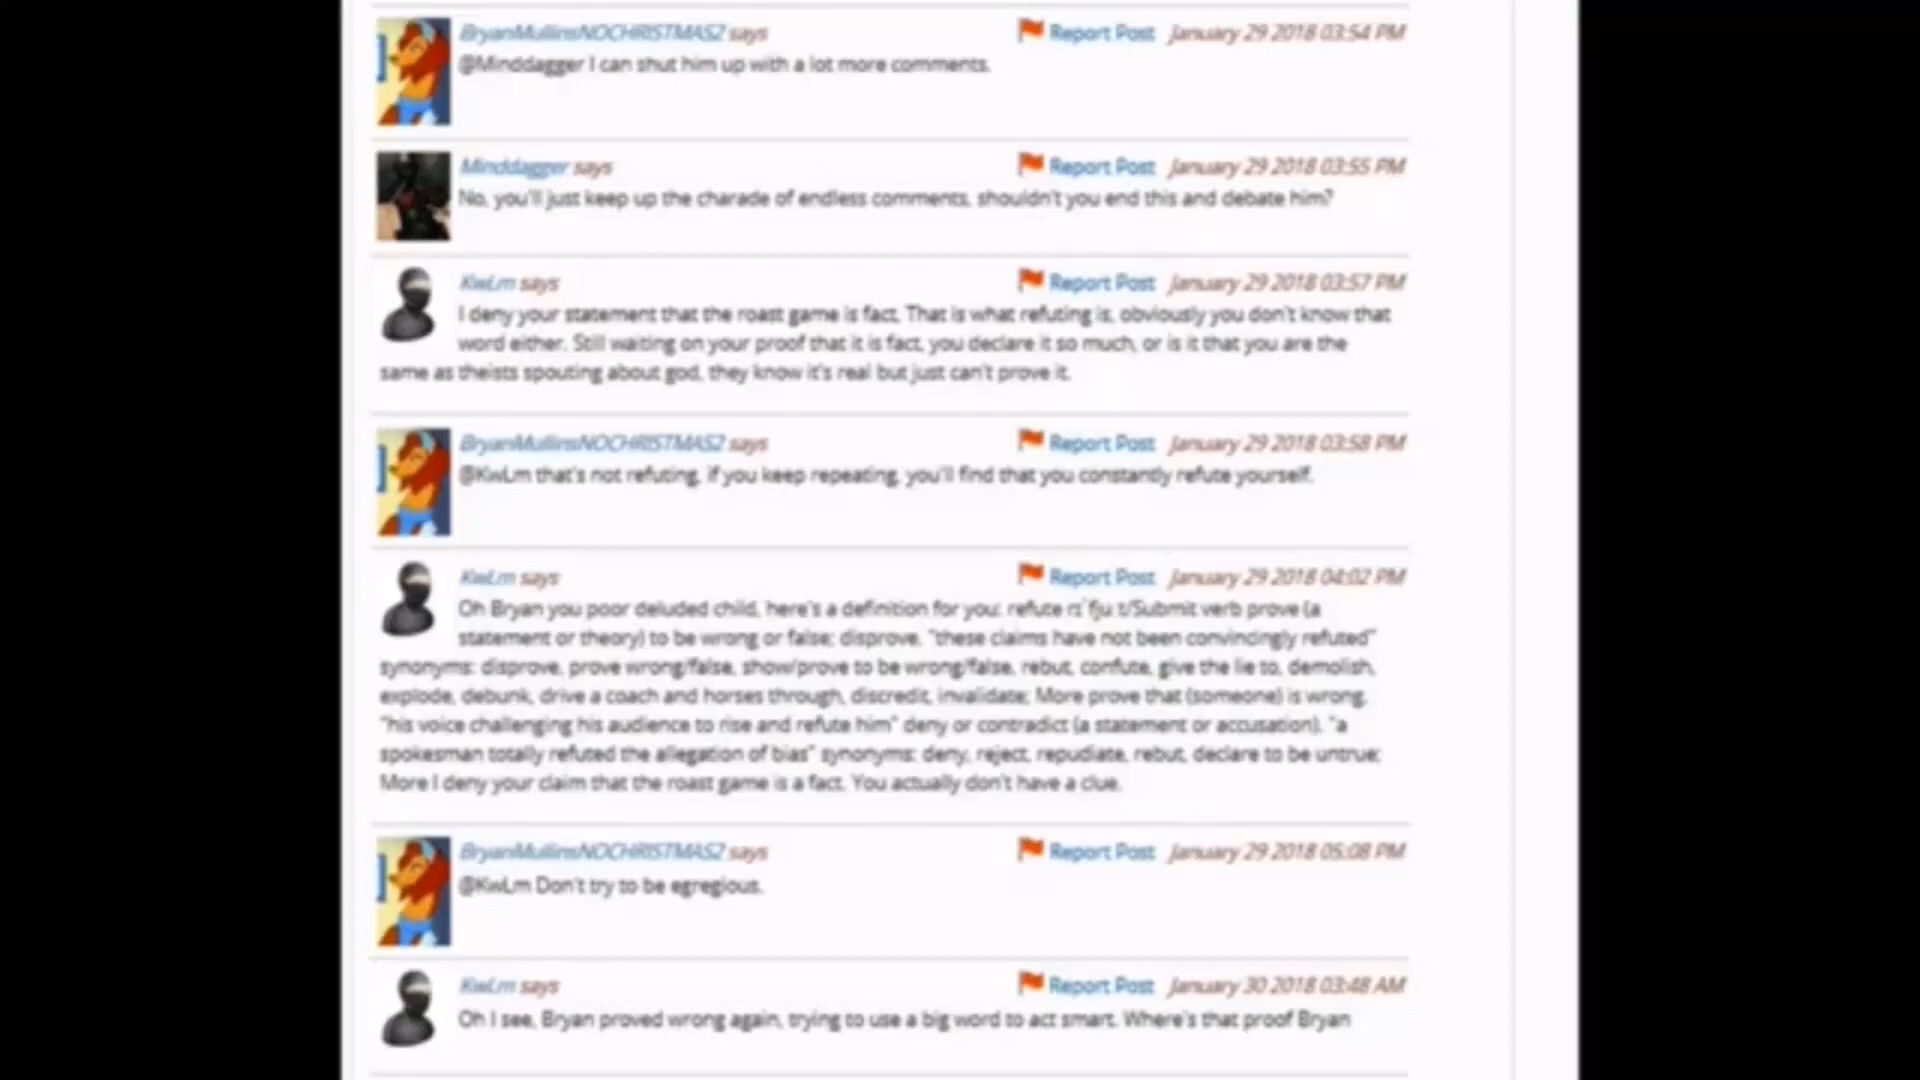 BryanMullinsNOCHRISTMAS2 says Report Post January 29 2018 03:54 PM
@Minddagger I can shut him up with a lot more comments.
Minddagger says Report Post January 29 2018 03:55 PM
No, you'll just keep up the charade of endless comments, shouldn't you end this and debate him?
KwLm says Report Post January 29 2018 03:57 PM
I deny your statement that the roast game is fact. That is what refuting is, obviously you don't know that
word either. Still waiting on your proof that it is fact, you declare it so much, or is it that you are the
same as theists spouting about god, they know it's real but just can't prove it.
BryanMullinsNOCHRISTMAS2 says Report Post January 29 2018 03:58 PM
@KwLm that's not refuting, if you keep repeating, you'll find that you constantly refute yourself.
KwLm says Report Post January 29 2018 04:02 PM
Oh Bryan you poor deluded child, here's a definition for you: refute rɪˈfjuːt/Submit verb prove (a
statement or theory) to be wrong or false; disprove. "these claims have not been convincingly refuted"
synonyms: disprove, prove wrong/false, show/prove to be wrong/false, rebut, confute, give the lie to, demolish,
explode, debunk, drive a coach and horses through, discredit, invalidate; More prove that (someone) is wrong.
"his voice challenging his audience to rise and refute him" deny or contradict (a statement or accusation). "a
spokesman totally refuted the allegation of bias" synonyms: deny, reject, repudiate, rebut, declare to be untrue;
More I deny your claim that the roast game is a fact. You actually don't have a clue.
BryanMullinsNOCHRISTMAS2 says Report Post January 29 2018 05:08 PM
@KwLm Don't try to be egregious.
KwLm says Report Post January 30 2018 03:48 AM
Oh I see, Bryan proved wrong again, trying to use a big word to act smart. Where's that proof Bryan